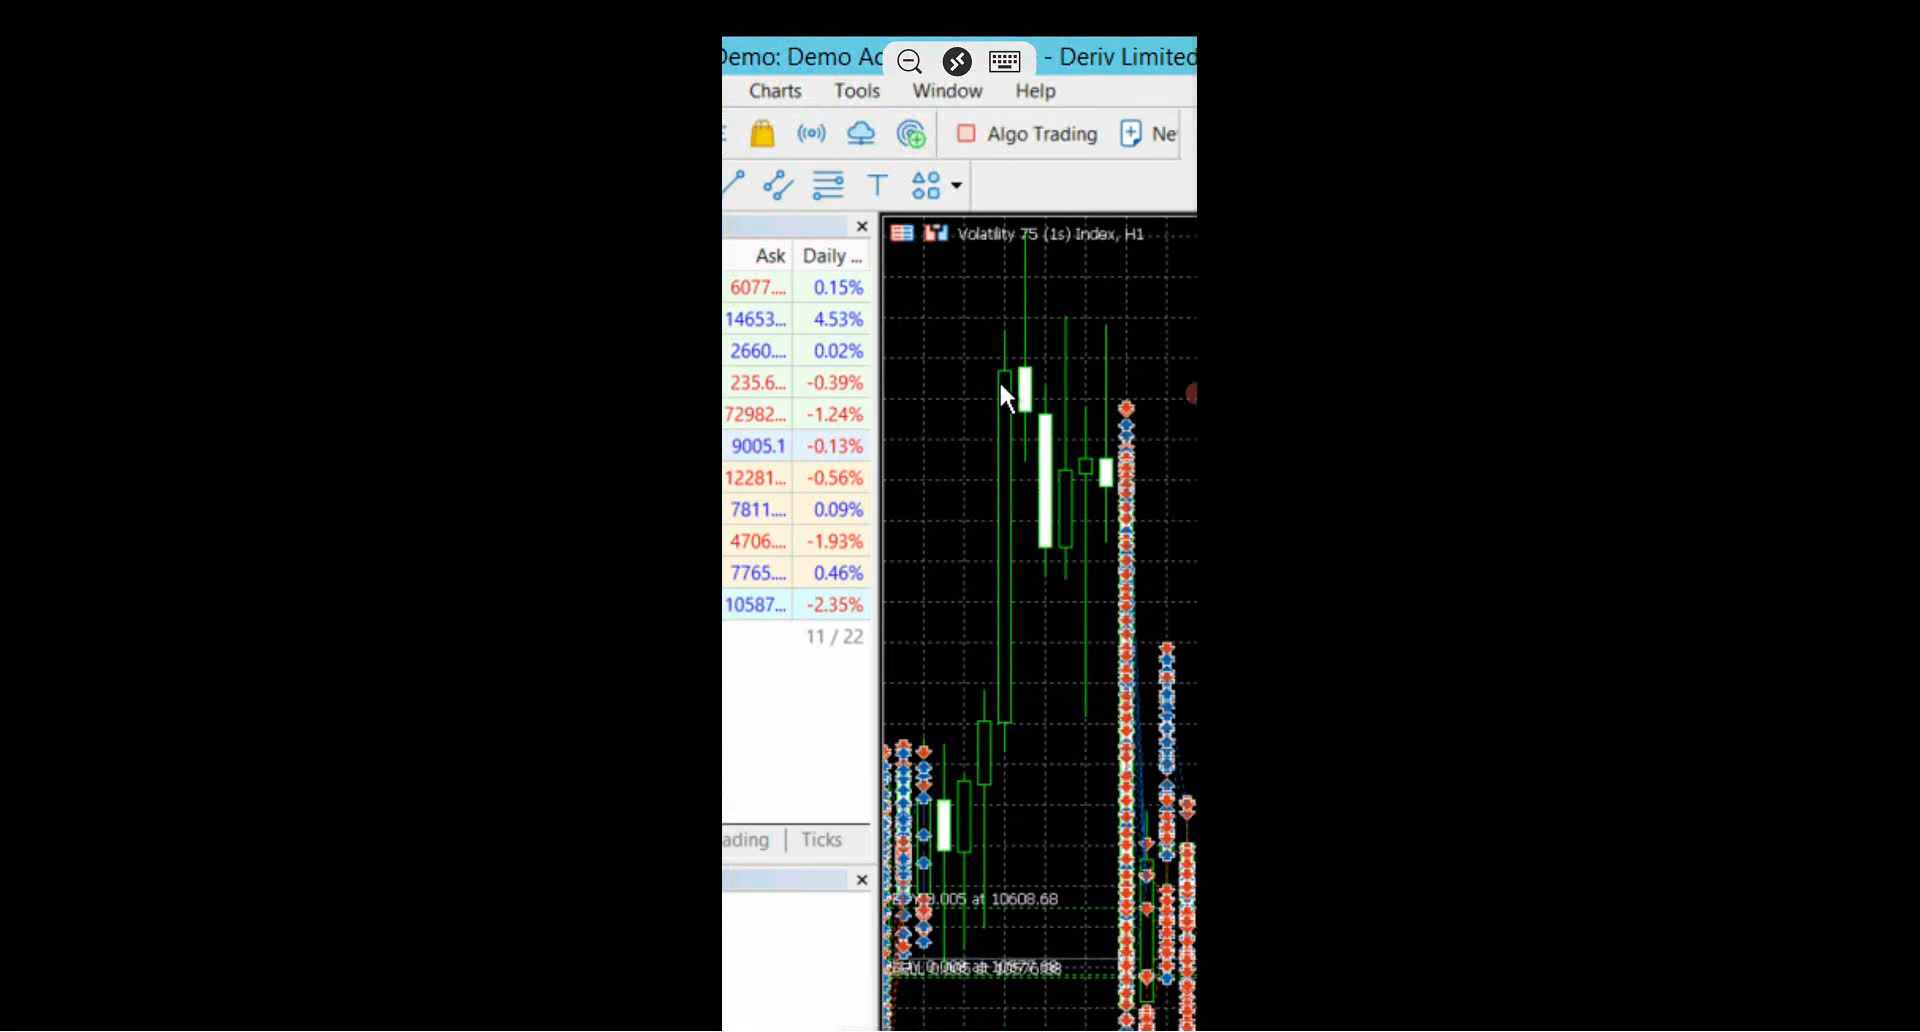 Demo: Demo Ac - Deriv Limited
Charts Tools Window Help
Algo Trading Ne
Volatility 75 (1s) Index, H1
Ask Daily ...
6077.... 0.15%
14653... 4.53%
2660.... 0.02%
235.6... -0.39%
72982... -1.24%
9005.1 -0.13%
12281... -0.56%
7811.... 0.09%
4706.... -1.93%
7765.... 0.46%
10587... -2.35%
11 / 22
ading Ticks
.005 at 10608.68